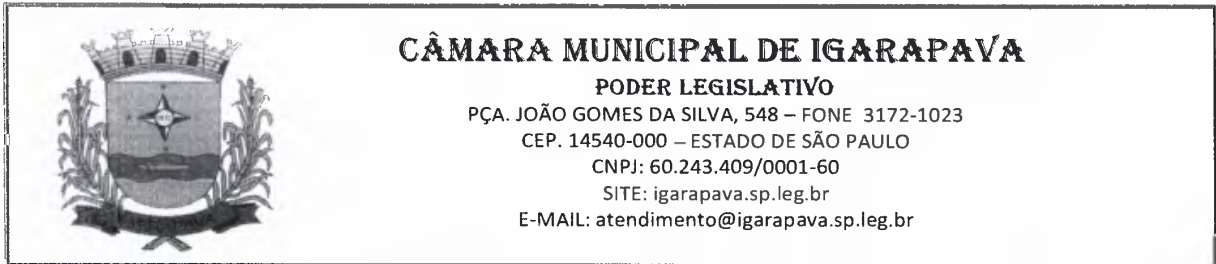 CÂMARA MUNICIPAL DE IGARAPAVA
PODER LEGISLATIVO
PÇA. JOÃO GOMES DA SILVA, 548 – FONE 3172-1023
CEP. 14540-000 – ESTADO DE SÃO PAULO
CNPJ: 60.243.409/0001-60
SITE: igarapava.sp.leg.br
E-MAIL: atendimento@igarapava.sp.leg.br
IGARAPAVA